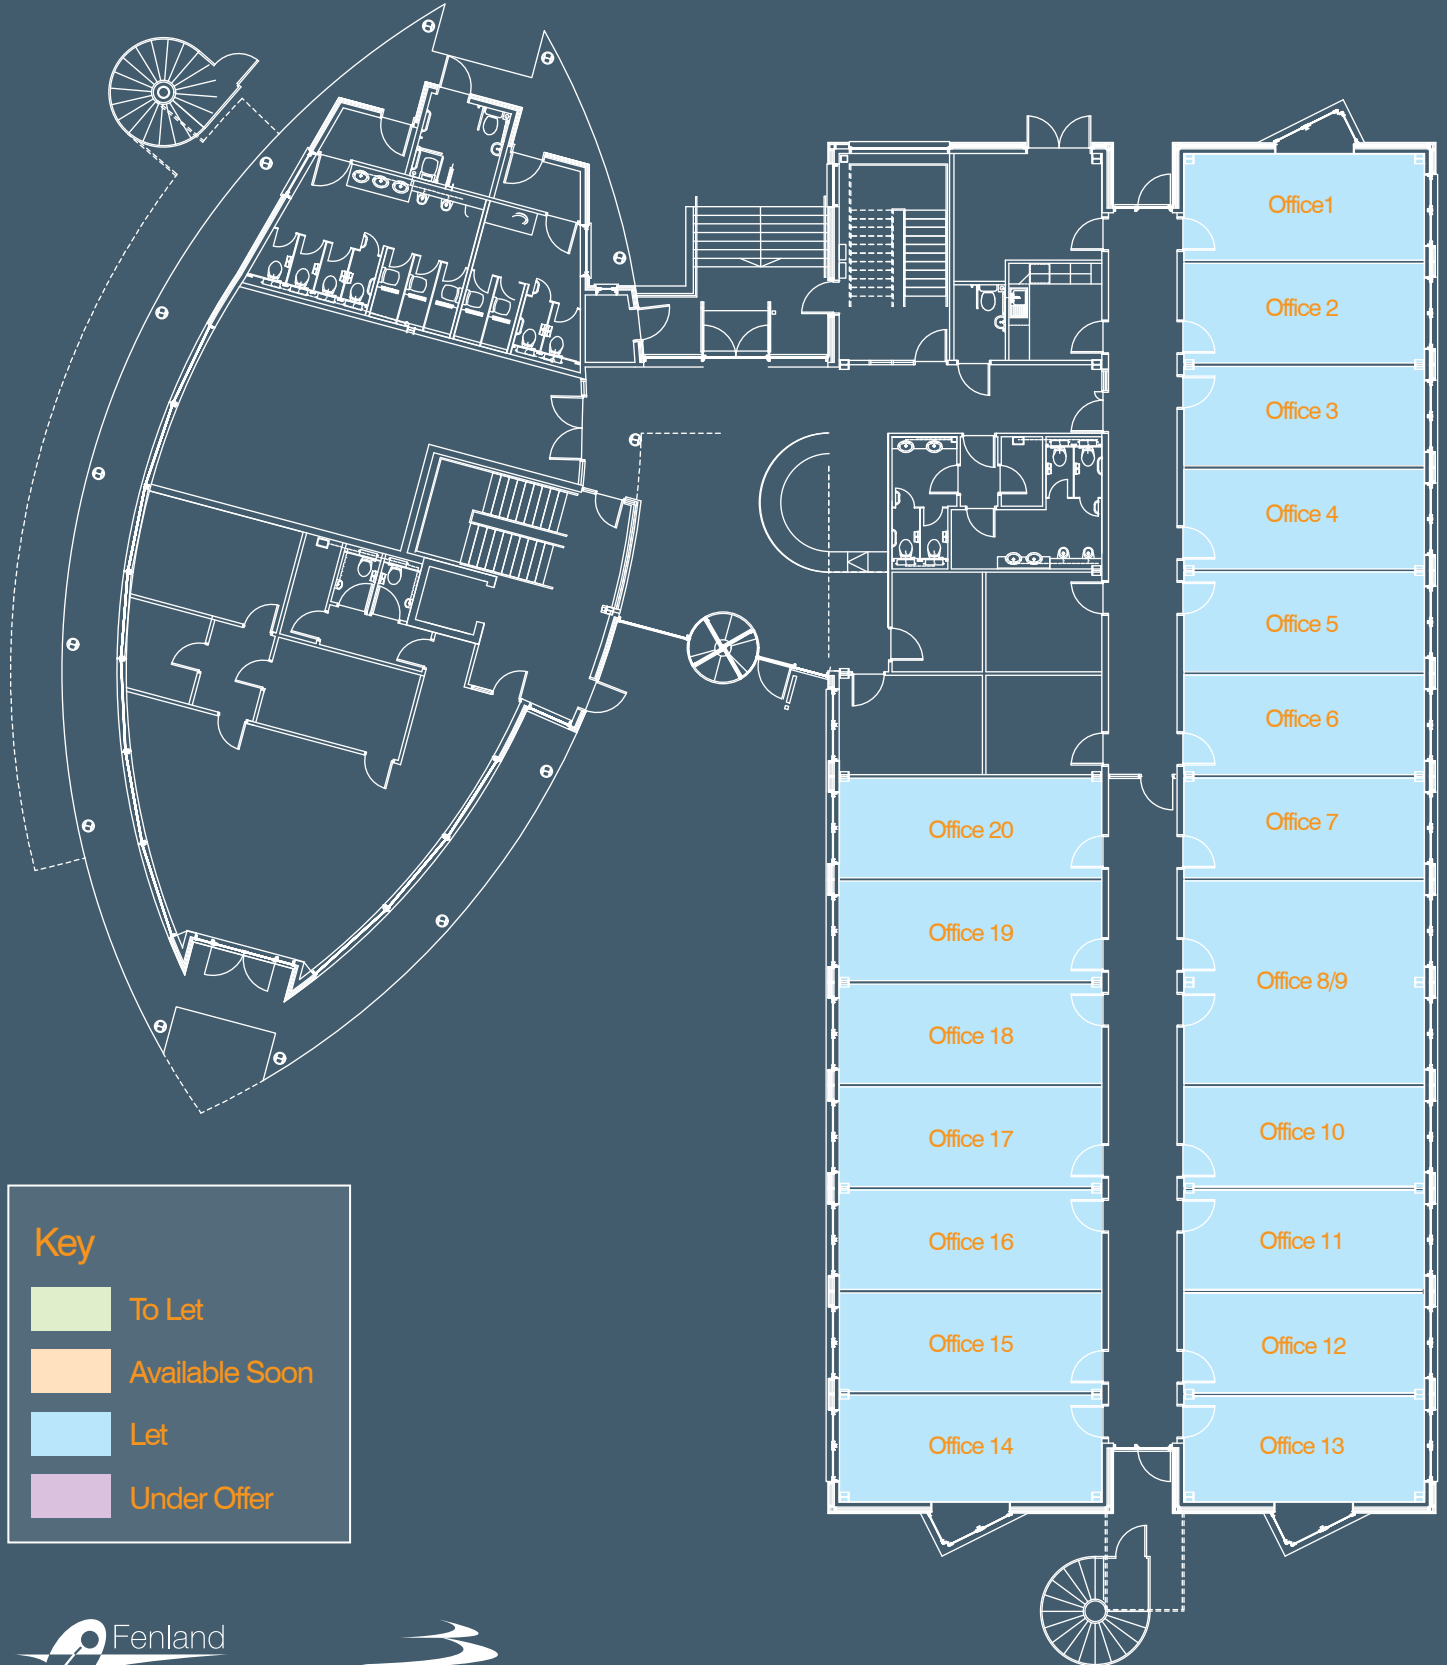 Office1
Office 2
Office 3
Office 4
Office 5
Office 6
Office 7
Office 8/9
Office 10
Office 11
Office 12
Office 13
Office 20
Office 19
Office 18
Office 17
Office 16
Office 15
Office 14
Key
To Let
Available Soon
Let
Under Offer
Fenland